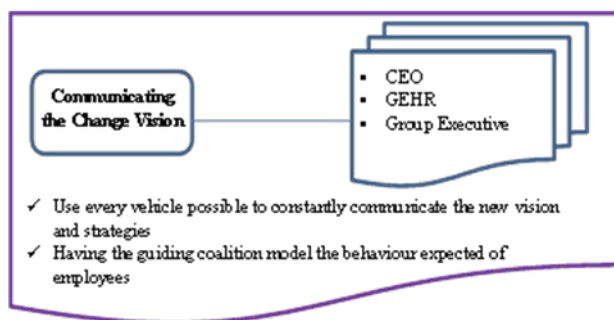 Communicating
the Change Vision
▪ CEO
▪ GEHR
▪ Group Executive
✓ Use every vehicle possible to constantly communicate the new vision
and strategies
✓ Having the guiding coalition model the behaviour expected of
employees